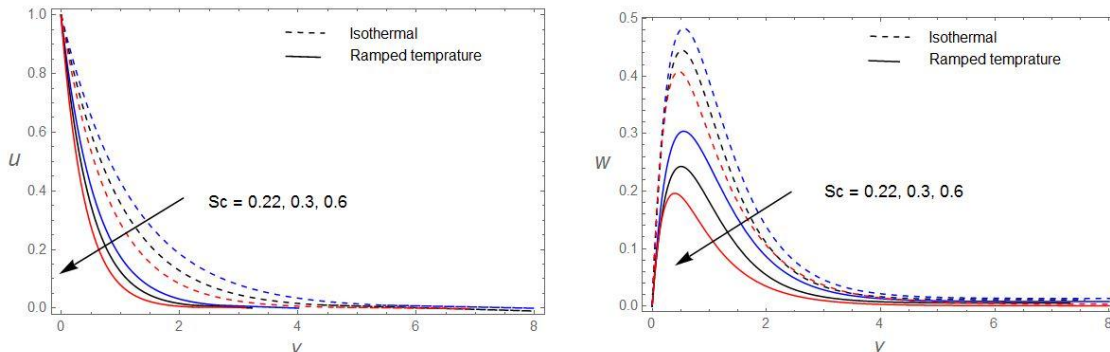 1.0
0.8
0.6
0.4
0.2
0.0
u
Isothermal
Ramped temprature
Sc = 0.22, 0.3, 0.6
0 2 4 6 8
y
0.5
0.4
0.3
0.2
0.1
0.0
w
Isothermal
Ramped temprature
Sc = 0.22, 0.3, 0.6
0 2 4 6 8
y